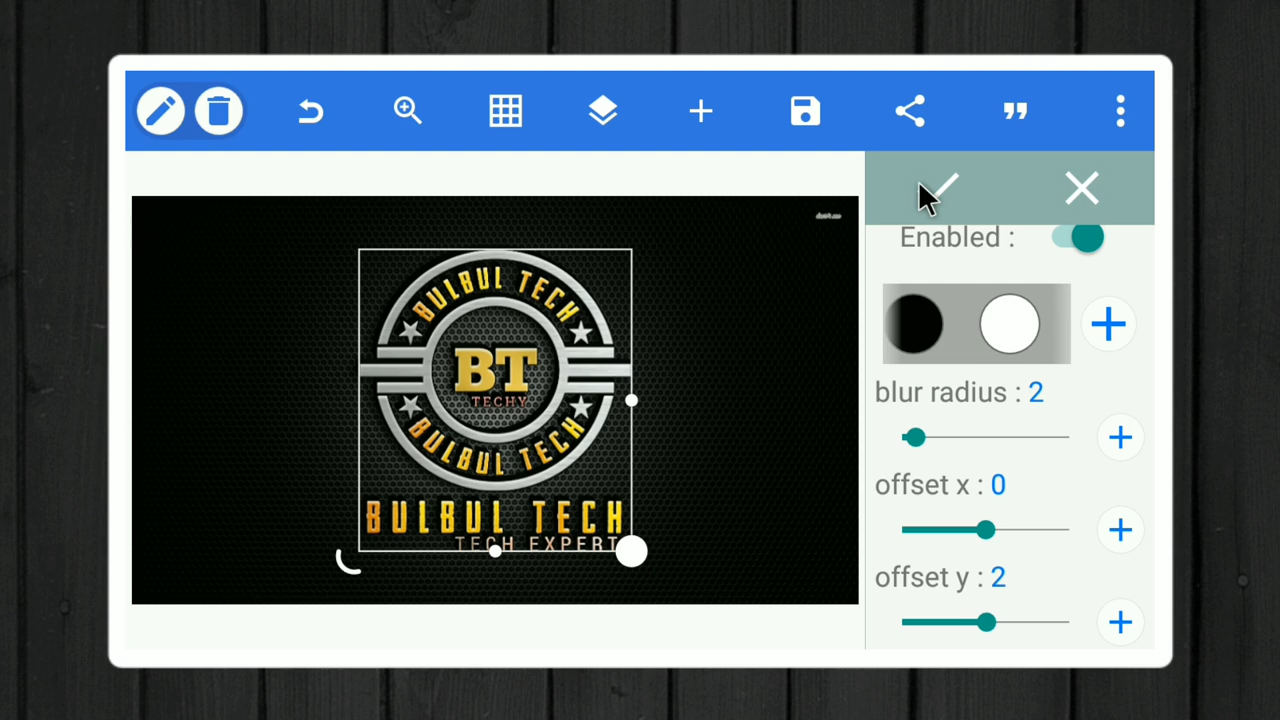 Enabled :
BULBUL TECH
BT
TECHY
BULBUL TECH
BULBUL TECH
TECH EXPERT
blur radius : 2
offset x : 0
offset y : 2